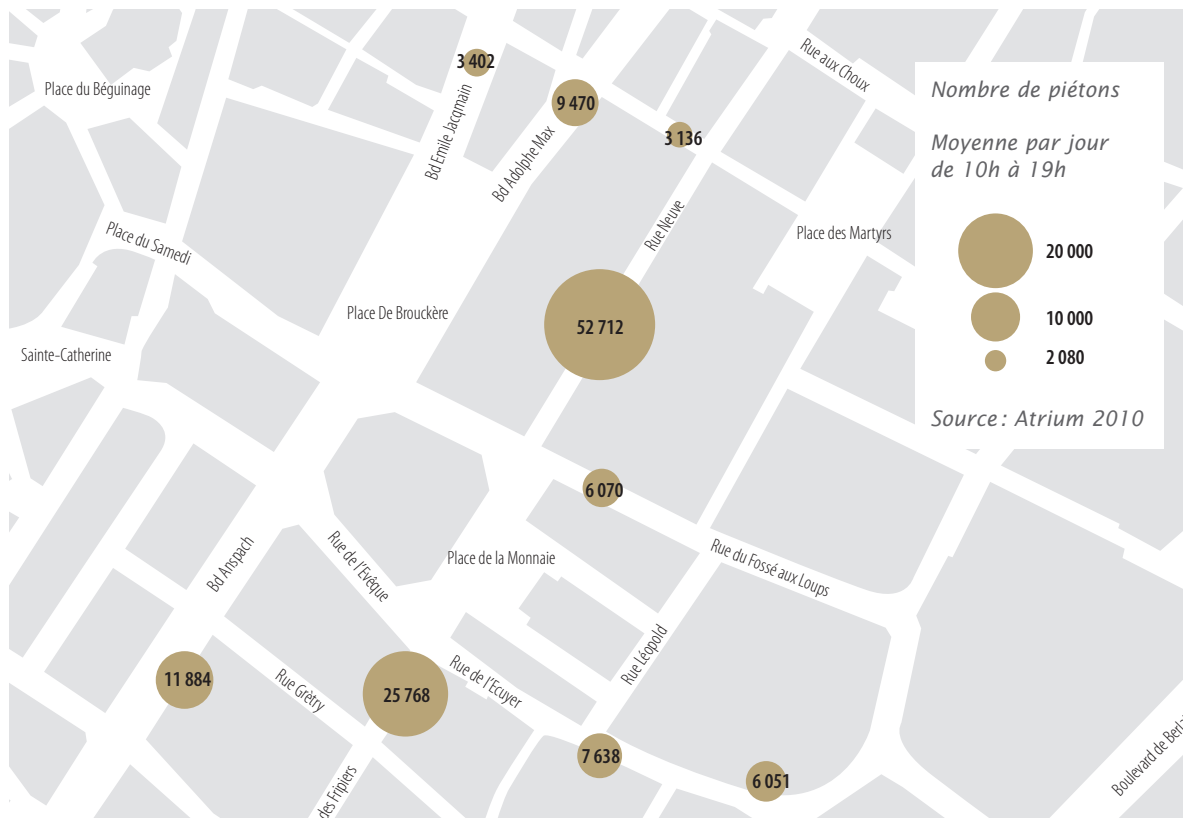 3 402
Rue aux Choux
Place du Béguinage
Nombre de piétons
9 470
Bd Emile Jacqmain
3 136
Moyenne par jour
de 10h à 19h
Bd Adolphe Max
Rue Neuve
Place du Samedi
Place des Martyrs
20 000
Place De Brouckère
10 000
52 712
Sainte-Catherine
2 080
Source : Atrium 2010
6 070
Bd Anspach
Rue de l'Evêque
Place de la Monnaie
Rue du Fossé aux Loups
Rue Léopold
11 884
Rue Grètry
25 768
Rue de l'Ecuyer
7 638
6 051
des Fripiers
Boulevard de Berlai